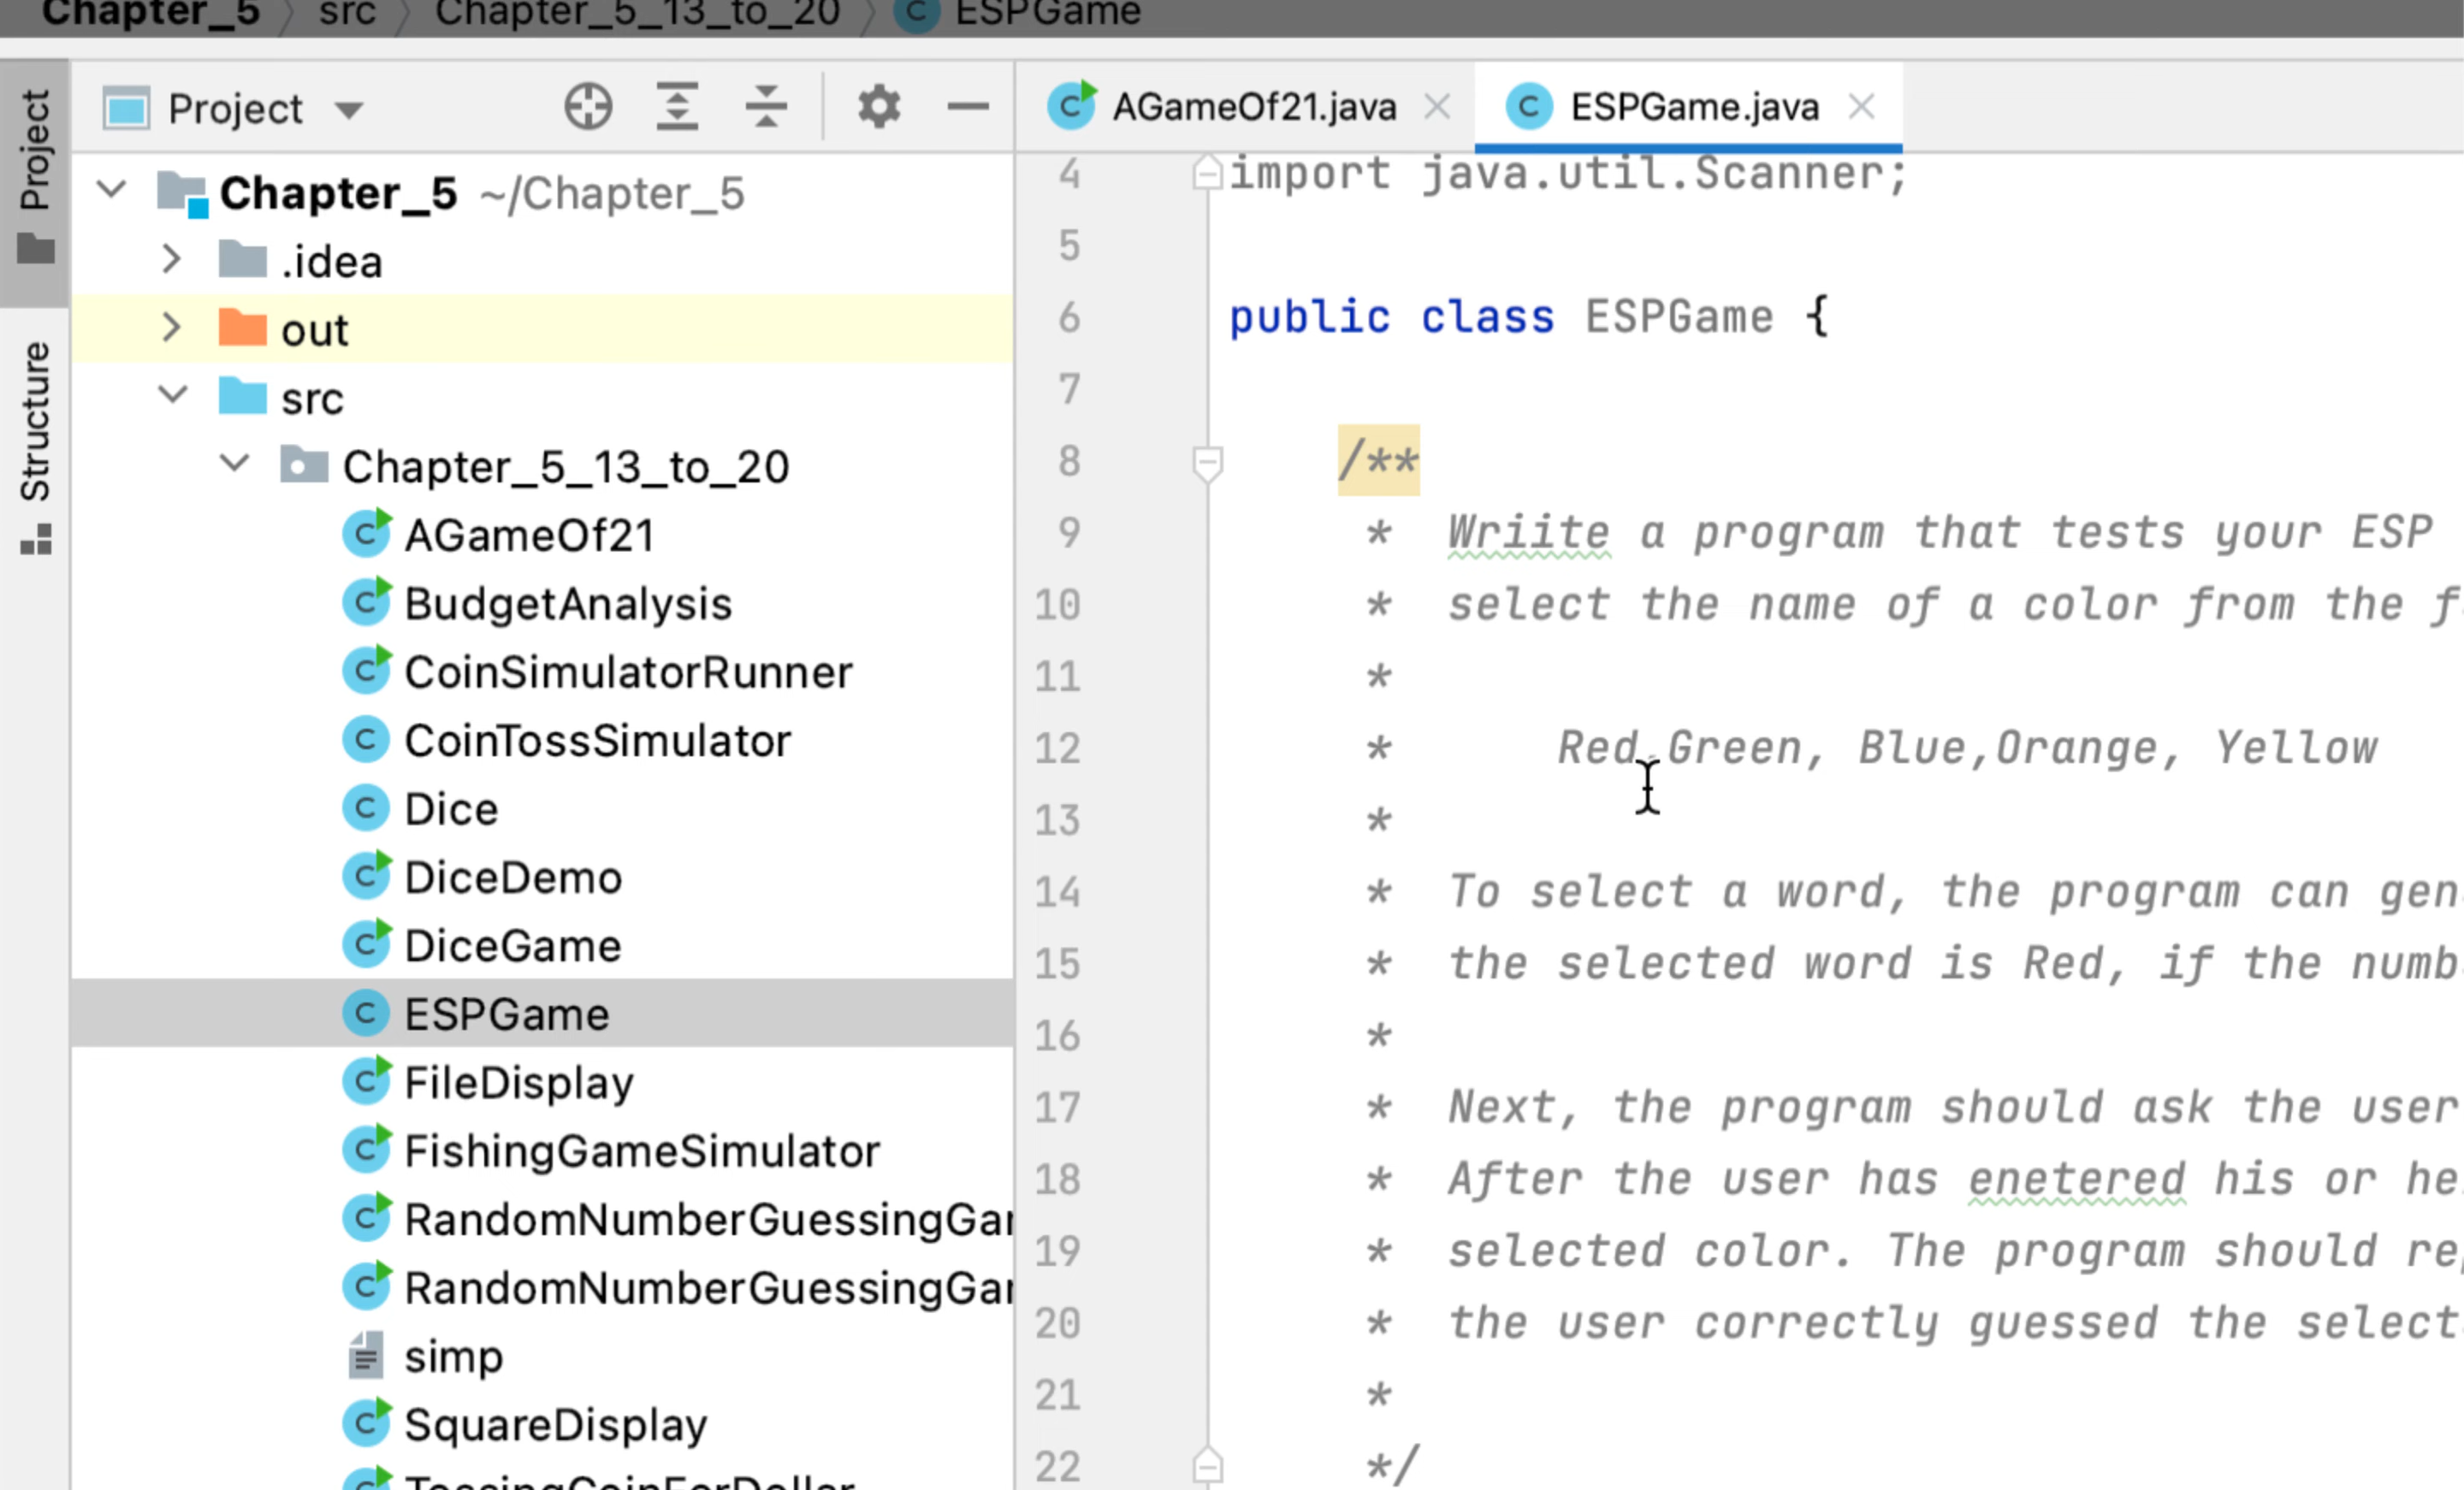 Chapter_5 src Chapter_5_13_to_20 ESPGame
Project
Structure
Project
Chapter_5 ~/Chapter_5
.idea
out
src
Chapter_5_13_to_20
AGameOf21
BudgetAnalysis
CoinSimulatorRunner
CoinTossSimulator
Dice
DiceDemo
DiceGame
ESPGame
FileDisplay
FishingGameSimulator
RandomNumberGuessingGa
RandomNumberGuessingGa
simp
SquareDisplay
TossingCoinForDollar
AGameOf21.java ESPGame.java
4 import java.util.Scanner;
5
6 public class ESPGame {
7
8 /**
9 * Wriite a program that tests your ESP
10 * select the name of a color from the f
11 *
12 * Red,Green, Blue,Orange, Yellow
13 *
14 * To select a word, the program can gen
15 * the selected word is Red, if the numb
16 *
17 * Next, the program should ask the user
18 * After the user has enetered his or he
19 * selected color. The program should re
20 * the user correctly guessed the select
21 *
22 */